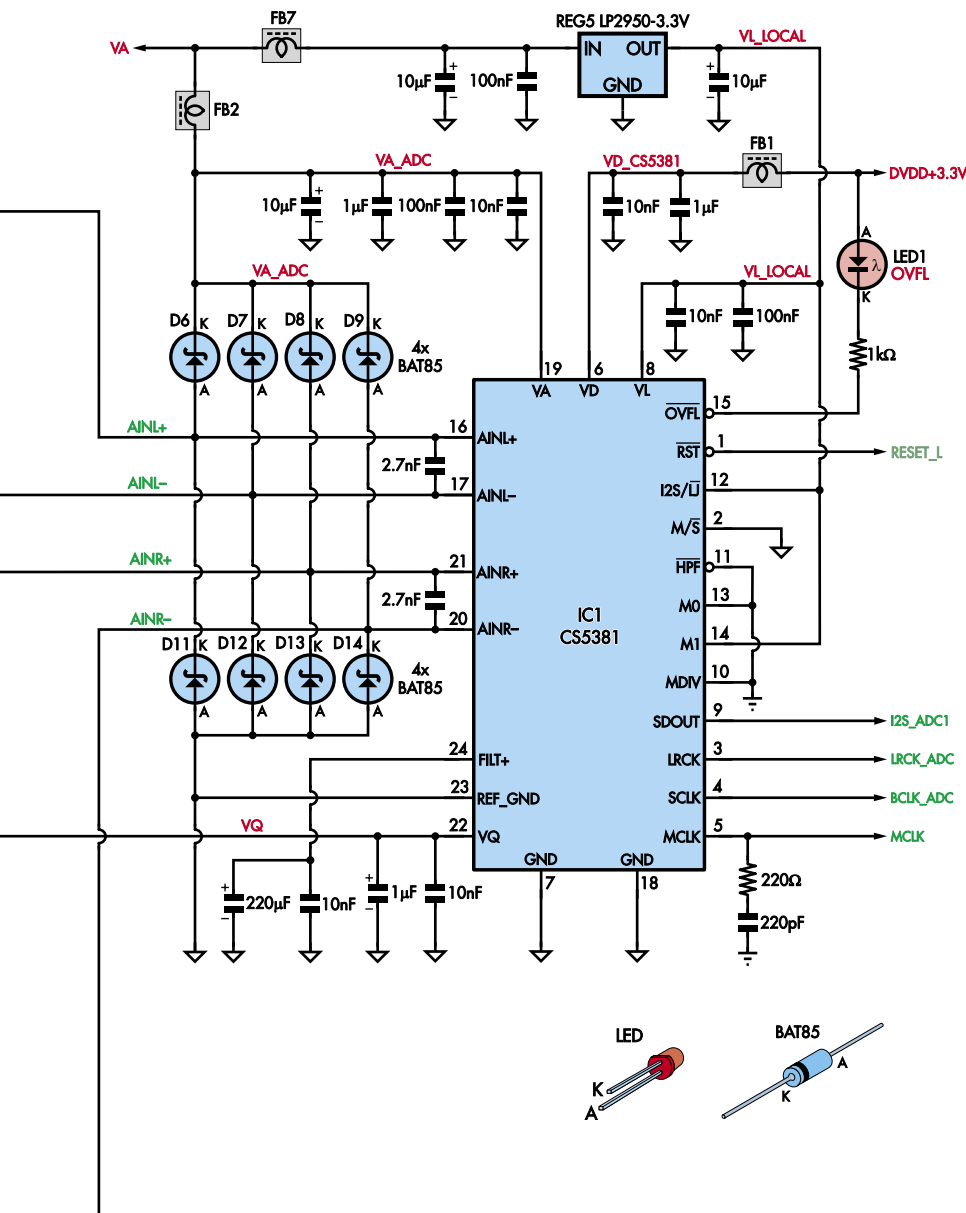 FB7
REG5 LP2950-3.3V
VA
IN OUT
VL_LOCAL
10µF
+
–
100nF
GND
10µF
+
–
FB2
VA_ADC
VD_CS5381
FB1
DVDD+3.3V
10µF
+
–
1µF
100nF
10nF
10nF
1µF
A
LED1
λ
OVFL
K
VA_ADC
VL_LOCAL
D6 K
D7 K
D8 K
D9 K
10nF
100nF
4x
BAT85
1kΩ
A
A
A
A
19
6
8
VA
VD
VL
OVFL
15
AINL+
16
AINL+
2.7nF
RST
1
RESET_L
AINL–
17
AINL–
I2S/LJ
12
M/S
2
AINR+
21
AINR+
HPF
11
2.7nF
M0
13
AINR–
20
AINR–
IC1
CS5381
M1
14
D11 K
D12 K
D13 K
D14 K
4x
BAT85
MDIV
10
A
A
A
A
SDOUT
9
I2S_ADC1
24
FILT+
LRCK
3
LRCK_ADC
23
REF_GND
SCLK
4
BCLK_ADC
VQ
22
VQ
MCLK
5
MCLK
GND
GND
7
18
+
–
220µF
10nF
+
–
1µF
10nF
220Ω
220pF
LED
K
A
BAT85
A
K